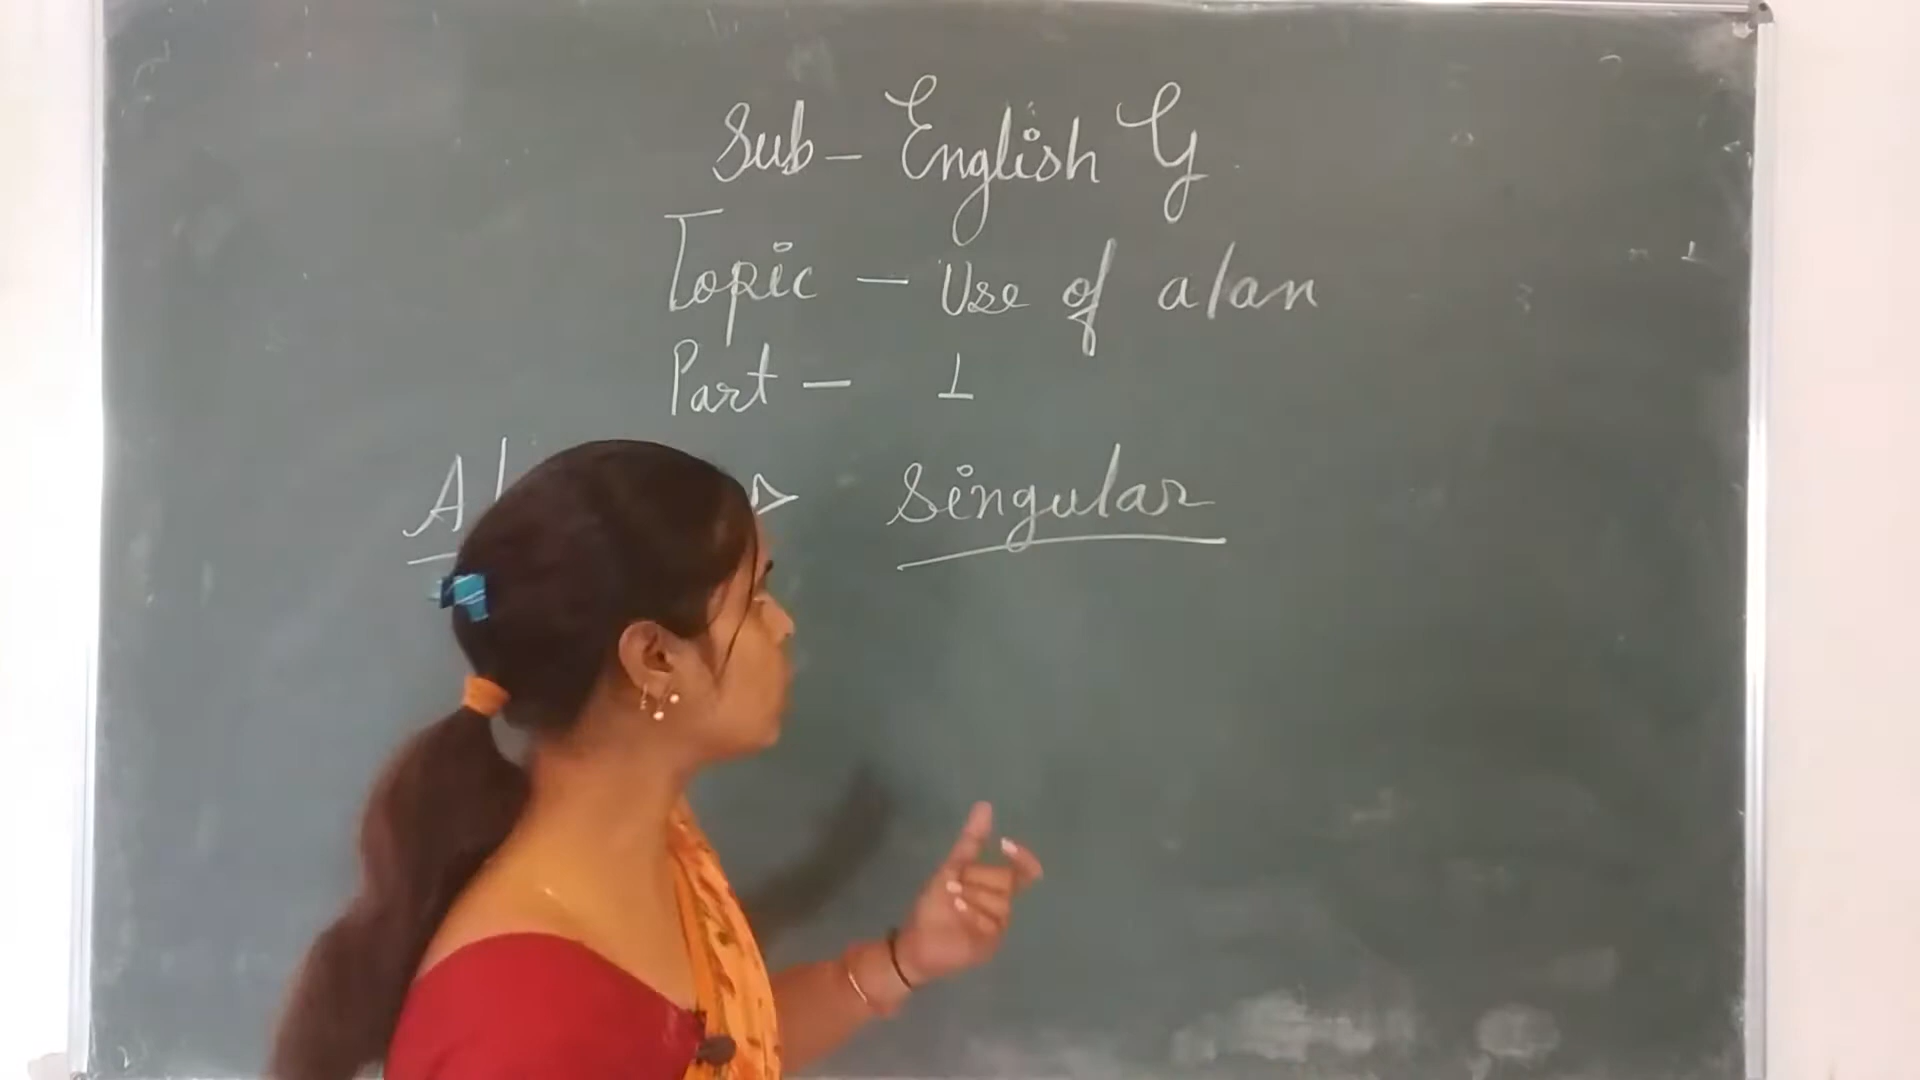 Sub - English G
Topic - Use of a/an
Part - 1
A/ Singular